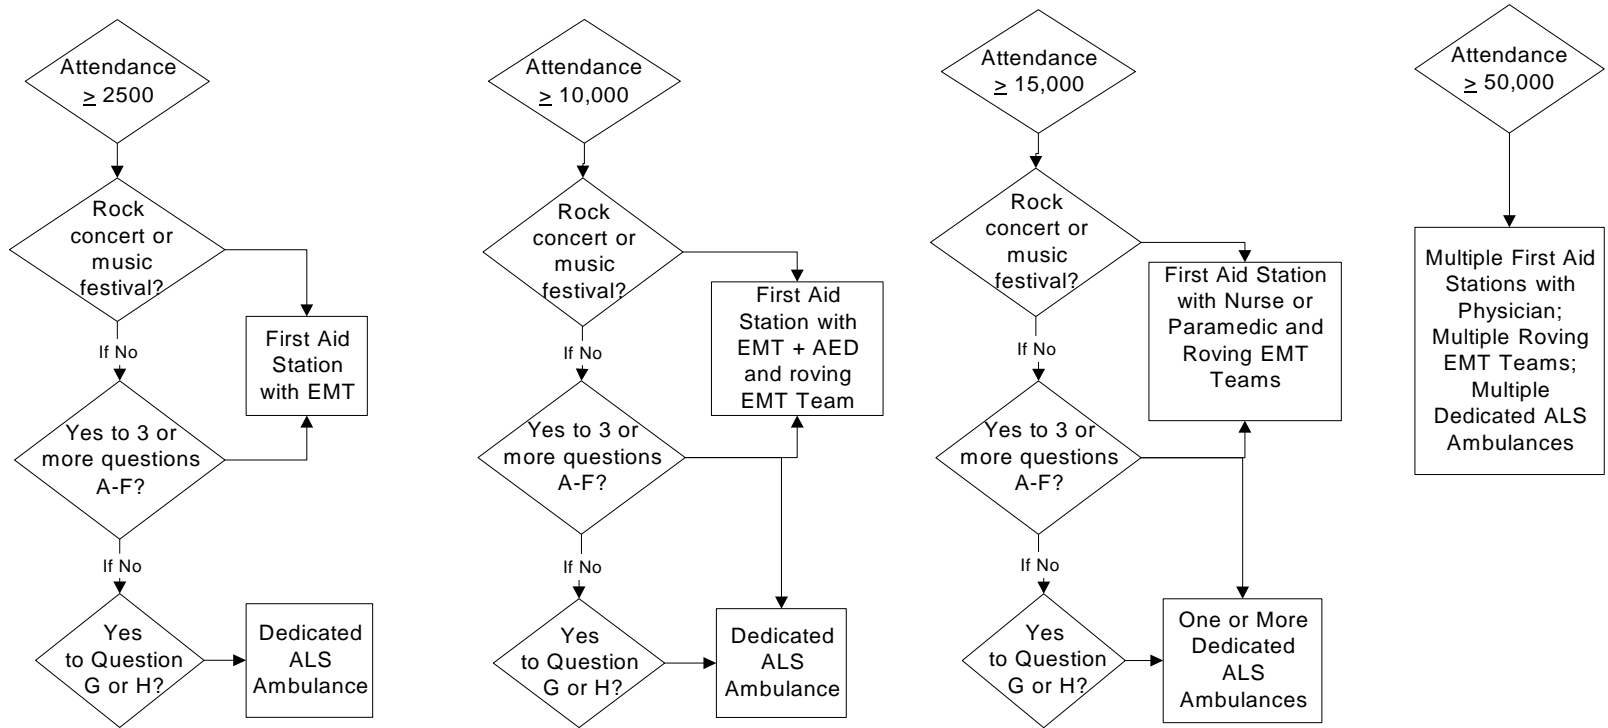 Attendance
≥ 2500
Rock
concert or
music
festival?
If No
First Aid
Station
with EMT
Yes to 3 or
more questions
A-F?
If No
Yes
to Question
G or H?
Dedicated
ALS
Ambulance
Attendance
≥ 10,000
Rock
concert or
music
festival?
If No
First Aid
Station with
EMT + AED
and roving
EMT Team
Yes to 3 or
more questions
A-F?
If No
Yes
to Question
G or H?
Dedicated
ALS
Ambulance
Attendance
≥ 15,000
Rock
concert or
music
festival?
If No
First Aid Station
with Nurse or
Paramedic and
Roving EMT
Teams
Yes to 3 or
more questions
A-F?
If No
Yes
to Question
G or H?
One or More
Dedicated
ALS
Ambulances
Attendance
≥ 50,000
Multiple First Aid
Stations with
Physician;
Multiple Roving
EMT Teams;
Multiple
Dedicated ALS
Ambulances